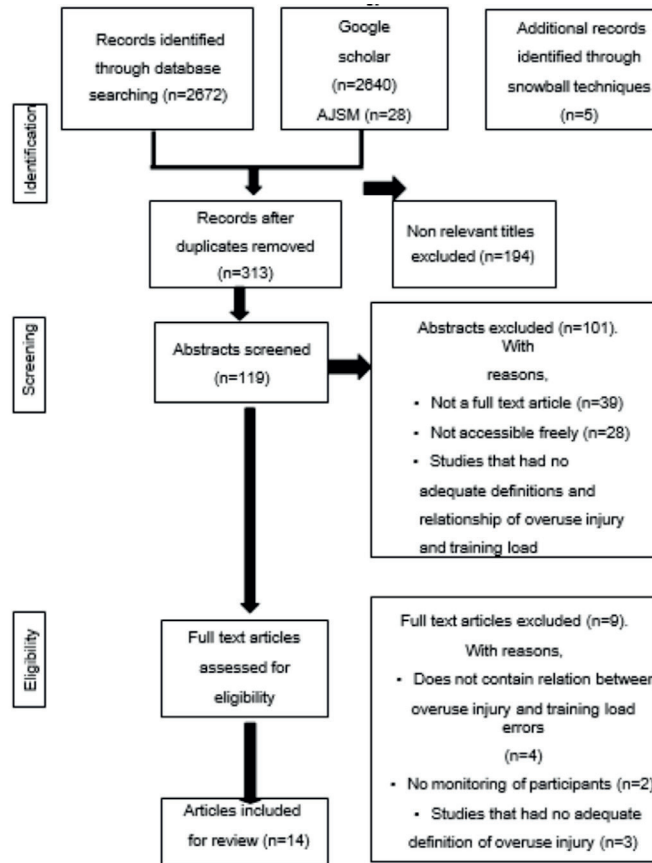 Records identified
through database
searching (n=2672)
Google
scholar
(n=2640)
AJSM (n=28)
Additional records
identified through
snowball techniques
(n=5)
Identification
Records after
duplicates removed
(n=313)
Non relevant titles
excluded (n=194)
Screening
Abstracts screened
(n=119)
Abstracts excluded (n=101).
With
reasons,
• Not a full text article (n=39)
• Not accessible freely (n=28)
• Studies that had no
adequate definitions and
relationship of overuse injury
and training load
Eligibility
Full text articles
assessed for
eligibility
Full text articles excluded (n=9).
With reasons,
• Does not contain relation between
overuse injury and training load
errors
(n=4)
• No monitoring of participants (n=2)
• Studies that had no adequate
definition of overuse injury (n=3)
Articles included
for review (n=14)